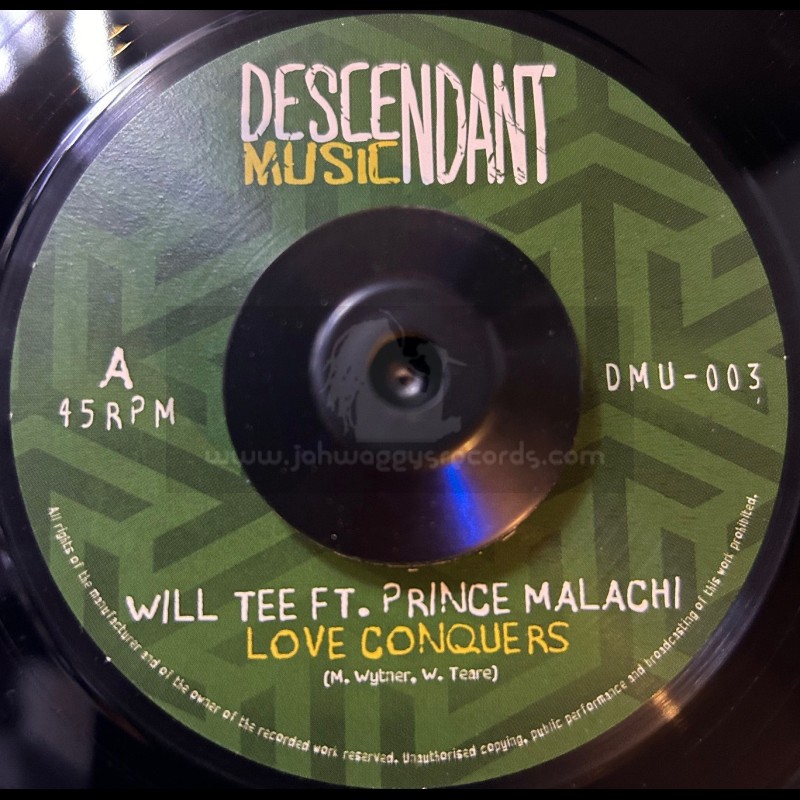 DESCENDANT
MUSIC
A
45RPM
DMU-003
www.jahwaggysrecords.com
WILL TEE FT. PRINCE MALACHI
LOVE CONQUERS
(M. Wytner, W. Teare)
All rights of the manufacturer and of the owner of the recorded work reserved. Unauthorised copying, public performance and broadcasting of this work prohibited.